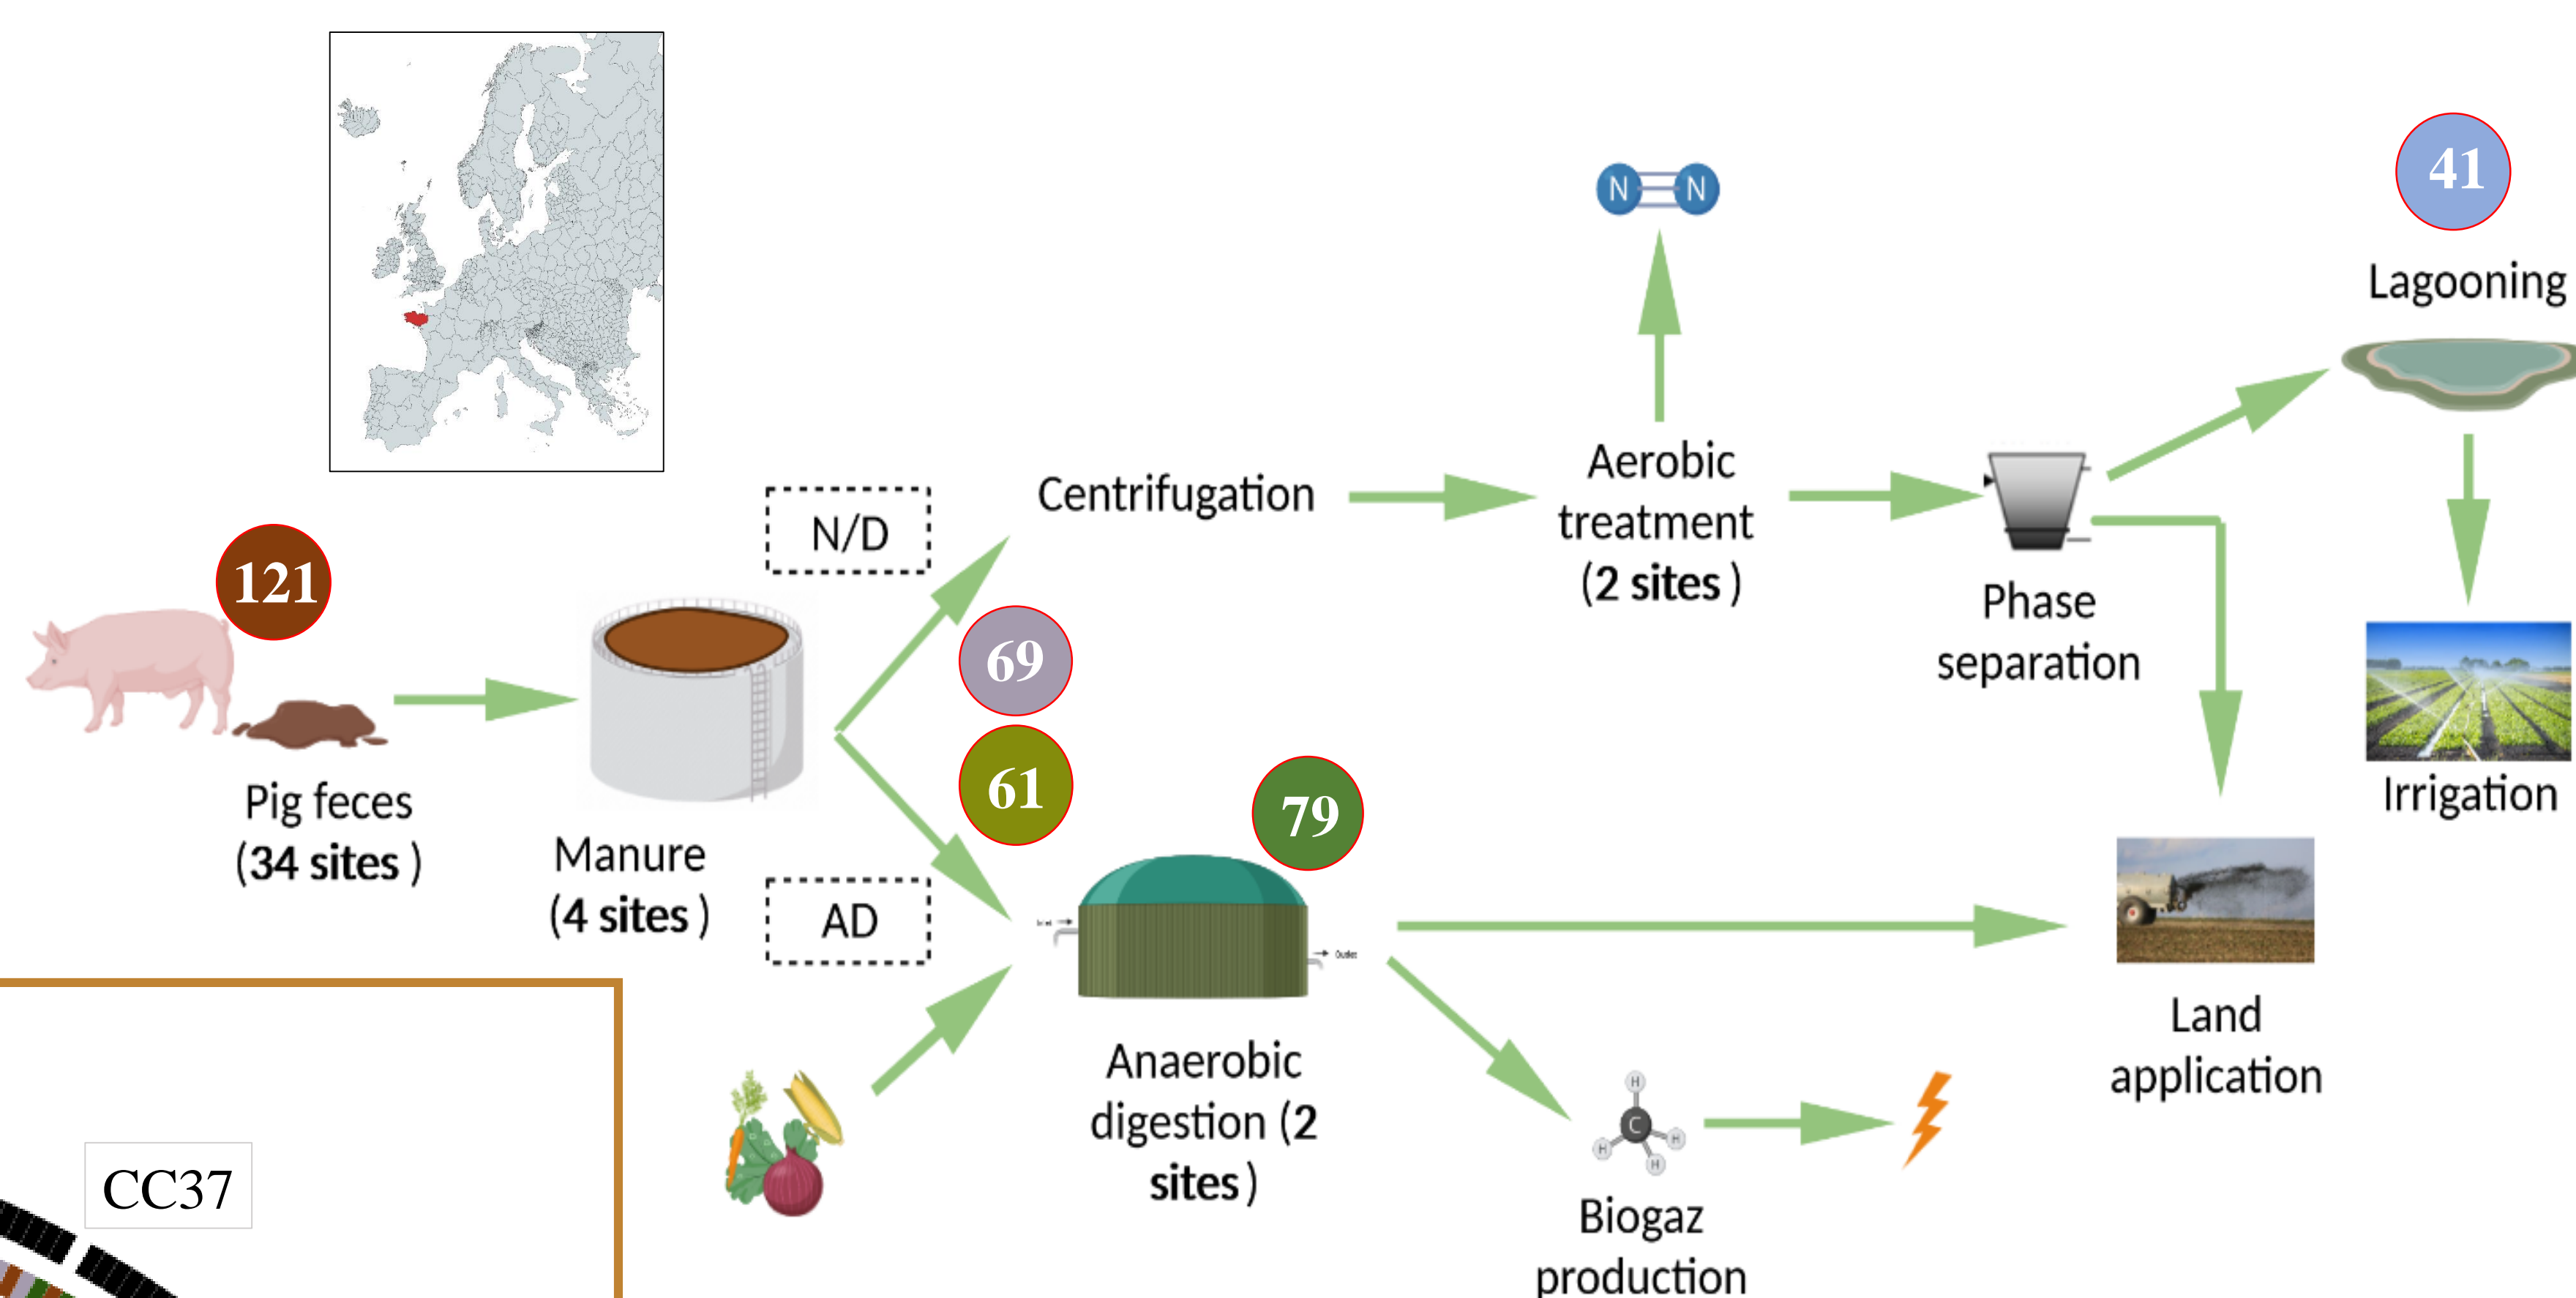 41
N N
Lagooning
Centrifugation
Aerobic
treatment
(2 sites )
N/D
121
Phase
separation
69
61
79
Irrigation
Pig feces
(34 sites )
Manure
(4 sites )
AD
Outlet
Land
application
Anaerobic
digestion (2
sites )
H
C
H
H
H
CC37
Biogaz
production